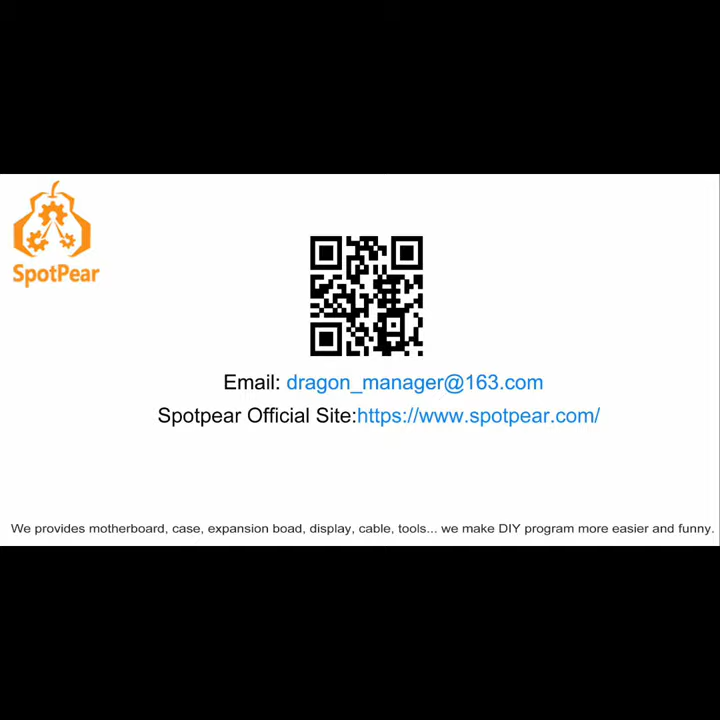 SpotPear
Email: dragon_manager@163.com
Spotpear Official Site:https://www.spotpear.com/
We provides motherboard, case, expansion boad, display, cable, tools... we make DIY program more easier and funny.